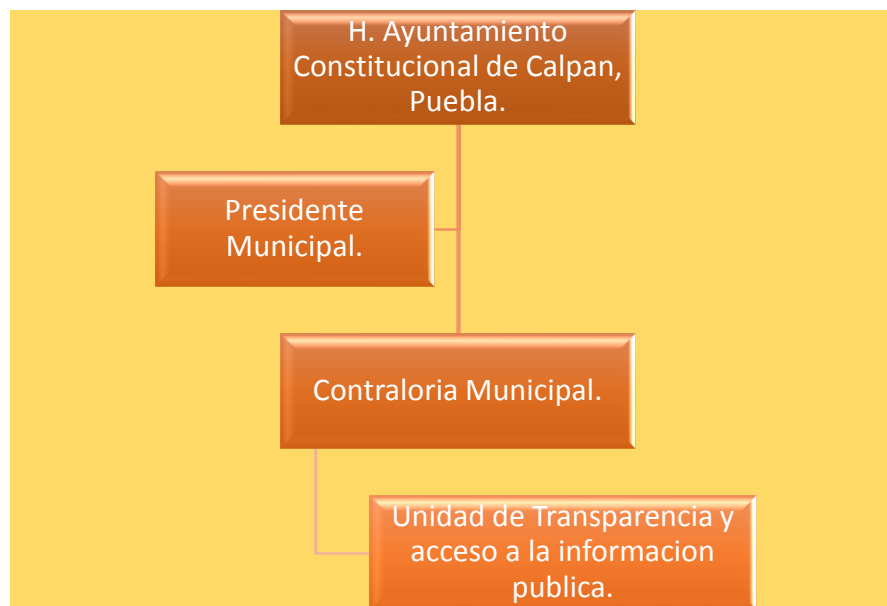 H. Ayuntamiento
Constitucional de Calpan,
Puebla.
Presidente
Municipal.
Contraloria Municipal.
Unidad de Transparencia y
acceso a la informacion
publica.